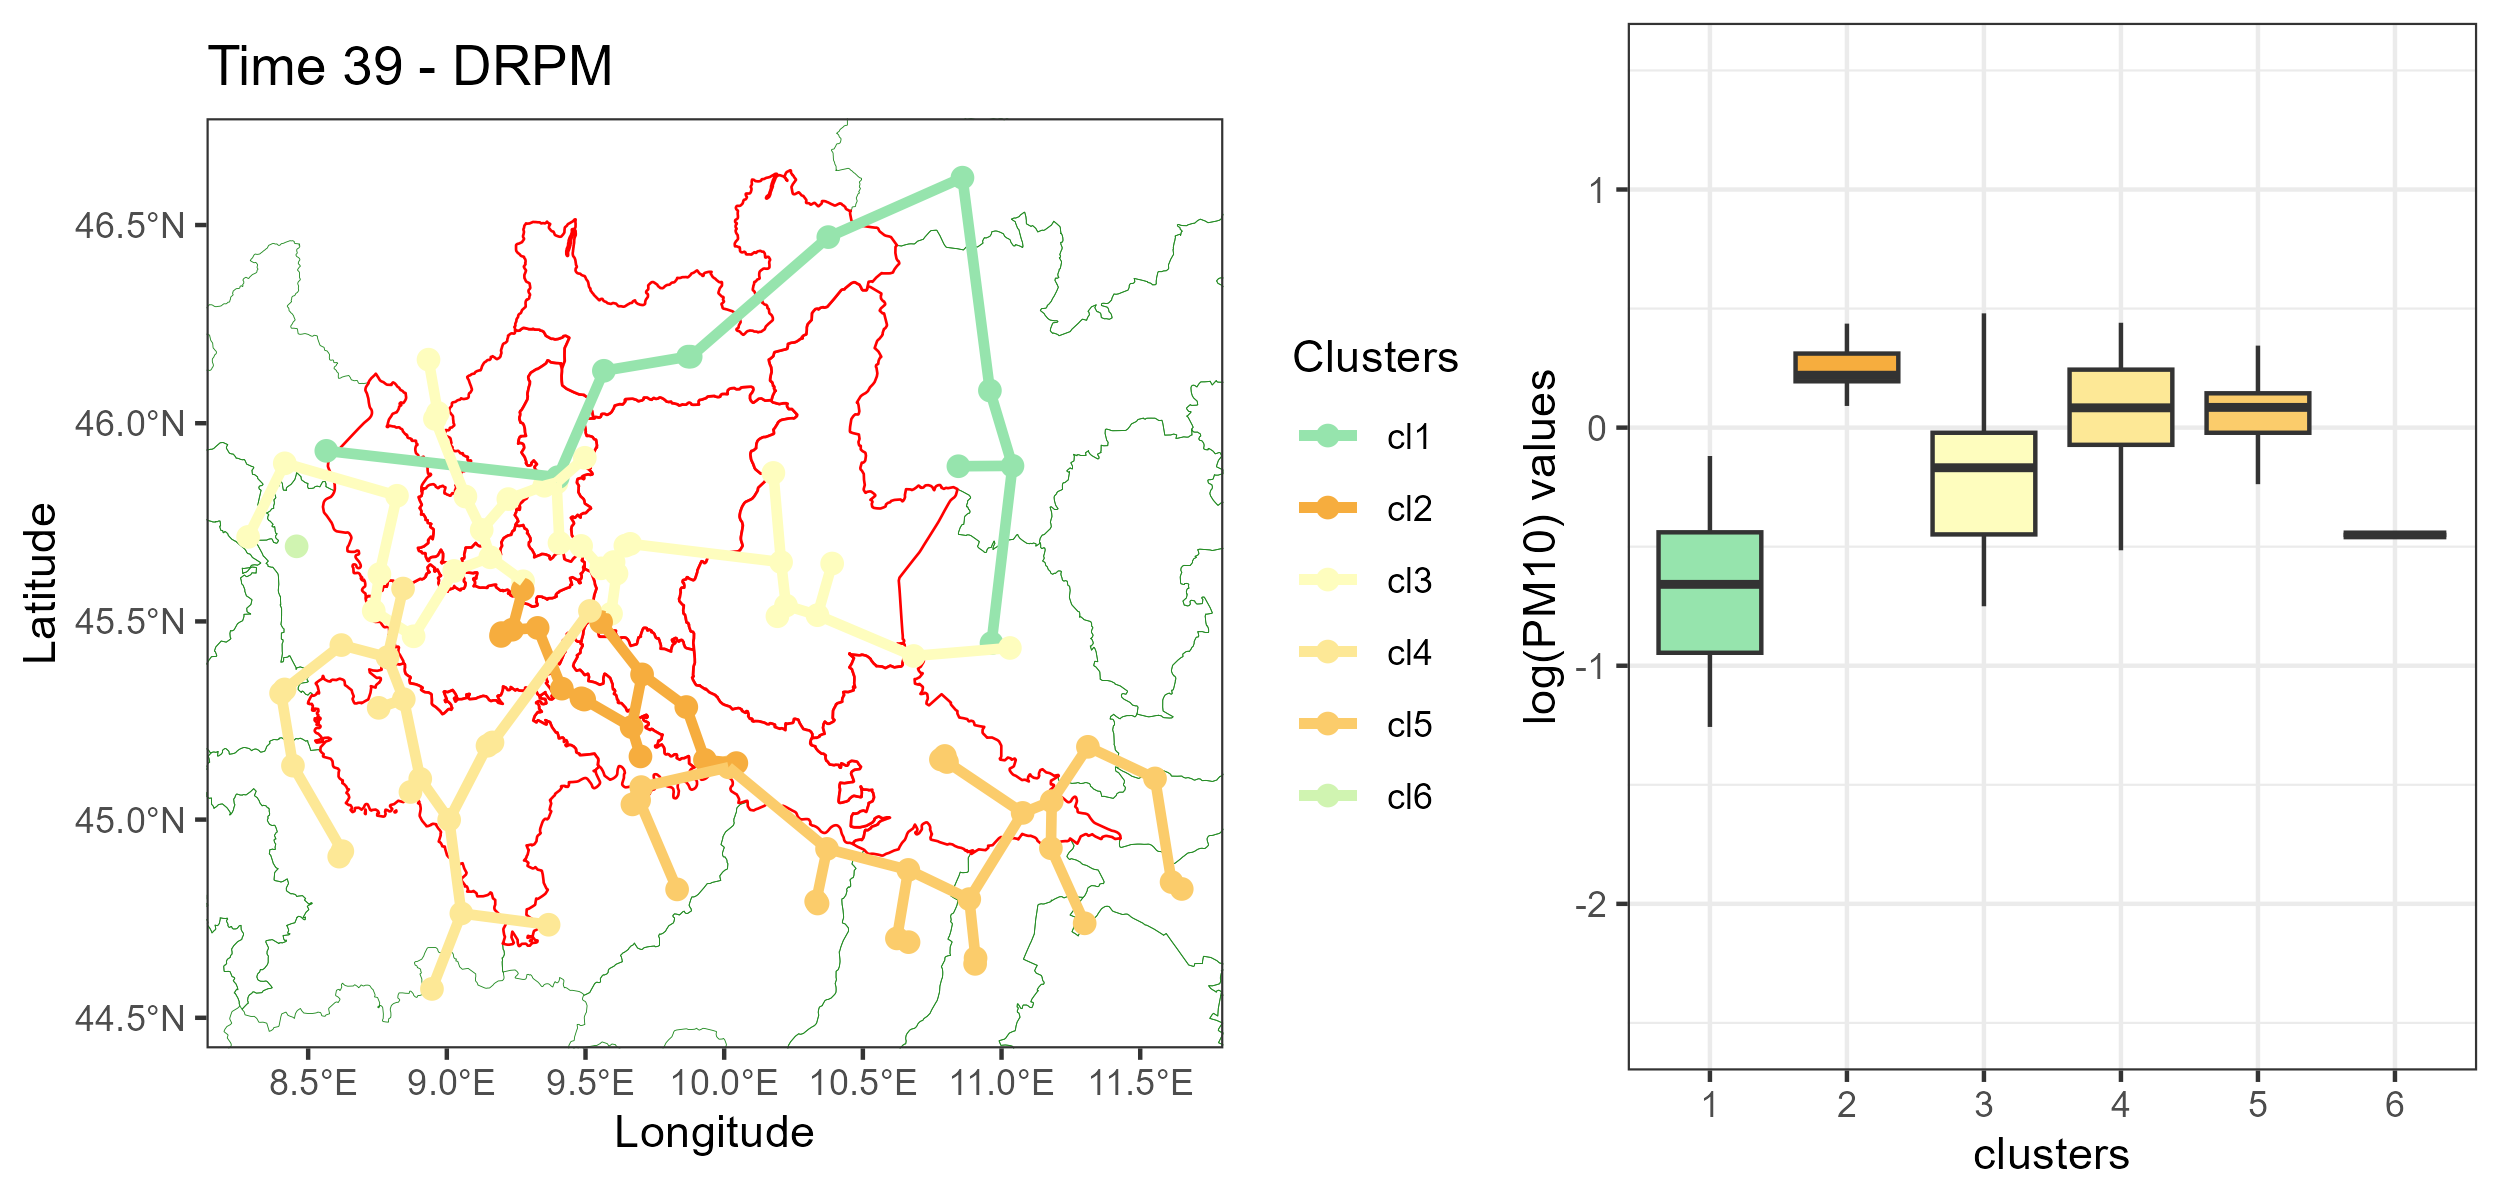 Time 39 - DRPM
Latitude
46.5°N
46.0°N
45.5°N
45.0°N
44.5°N
8.5°E 9.0°E 9.5°E 10.0°E 10.5°E 11.0°E 11.5°E
Longitude
Clusters
cl1
cl2
cl3
cl4
cl5
cl6
log(PM10) values
1
0
-1
-2
1 2 3 4 5 6
clusters